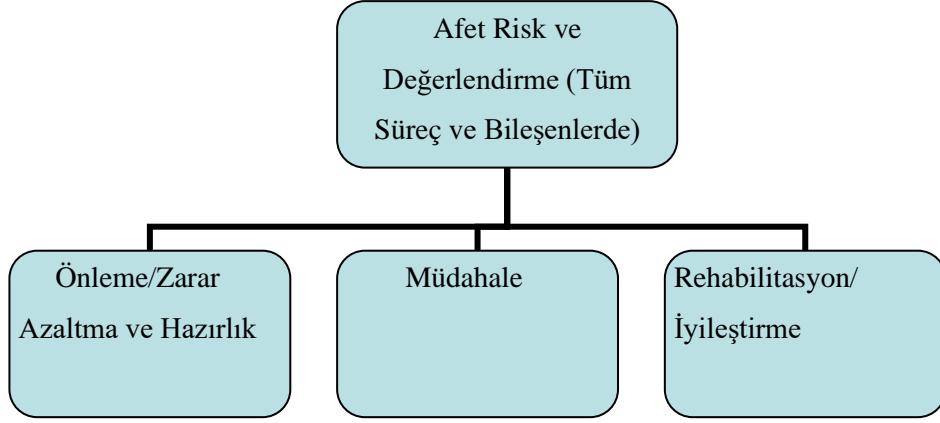 Afet Risk ve
Değerlendirme (Tüm
Süreç ve Bileşenlerde)
Önleme/Zarar
Azaltma ve Hazırlık
Müdahale
Rehabilitasyon/
İyileştirme